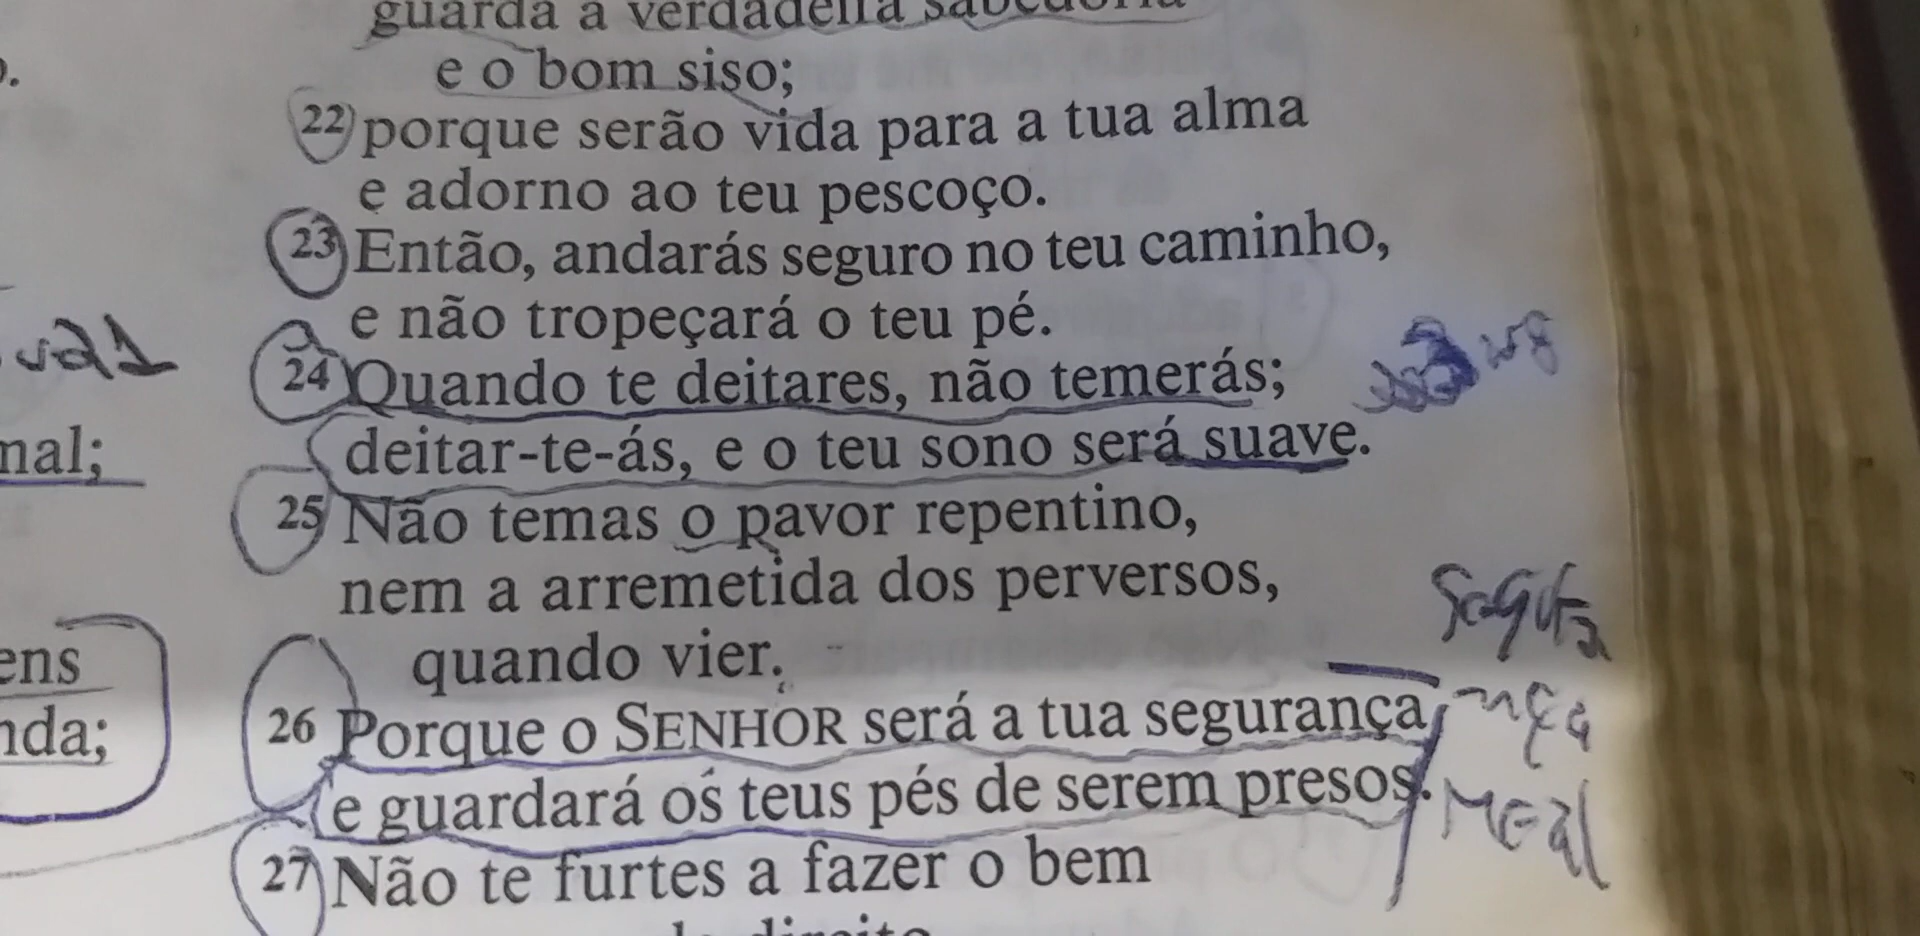 guarda a verdadeira sabedoria
e o bom siso;
22 porque serão vida para a tua alma
e adorno ao teu pescoço.
23 Então, andarás seguro no teu caminho,
e não tropeçará o teu pé.
24 Quando te deitares, não temerás;
deitar-te-ás, e o teu sono será suave.
25 Não temas o pavor repentino,
nem a arremetida dos perversos,
quando vier.
26 Porque o SENHOR será a tua segurança
e guardará os teus pés de serem presos.
27 Não te furtes a fazer o bem
nal;
ens
nda;